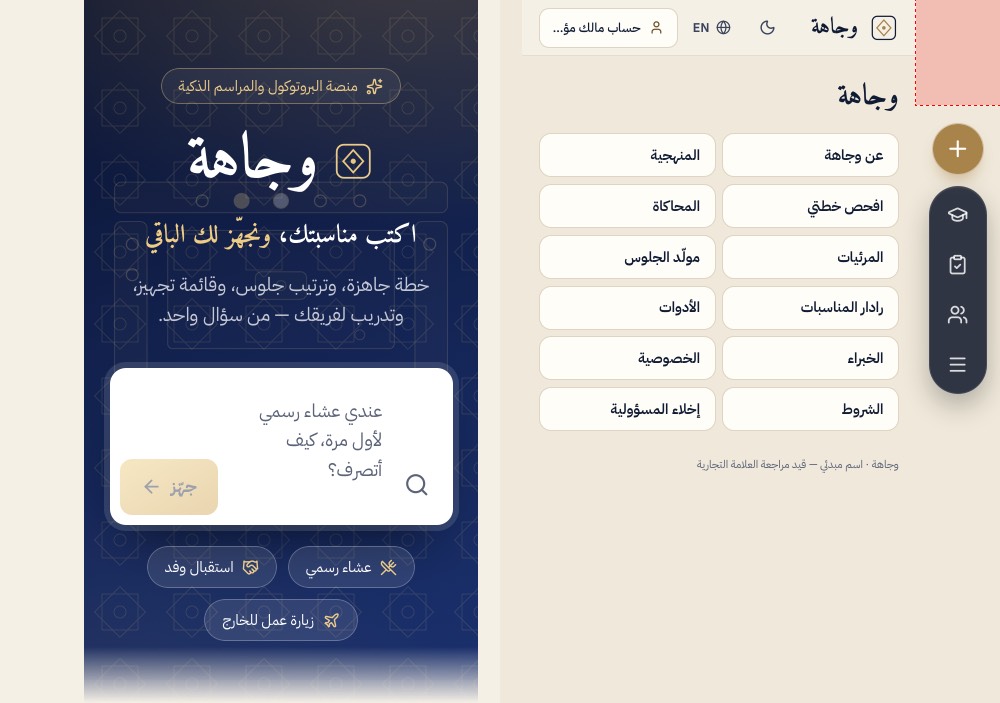 وجاهة
EN
حساب مالك مؤ...
وجاهة
عن وجاهة
المنهجية
افحص خطتي
المحاكاة
المرئيات
مولّد الجلوس
رادار المناسبات
الأدوات
الخبراء
الخصوصية
الشروط
إخلاء المسؤولية
وجاهة · اسم مبدئي — قيد مراجعة العلامة التجارية
منصة البروتوكول والمراسم الذكية
وجاهة
اكتب مناسبتك، ونجهّز لك الباقي
خطة جاهزة، وترتيب جلوس، وقائمة تجهيز،
وتدريب لفريقك — من سؤال واحد.
عندي عشاء رسمي
لأول مرة، كيف
أتصرف؟
جهّز
عشاء رسمي
استقبال وفد
زيارة عمل للخارج